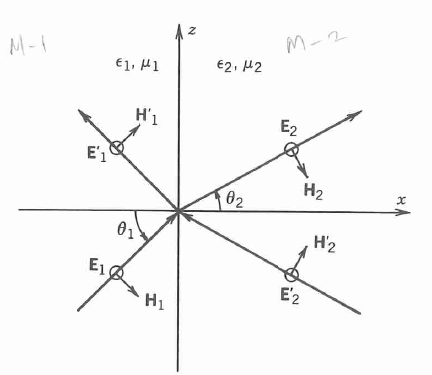 M-1
z
M-2
ϵ₁, μ₁
ϵ₂, μ₂
H'₁
E'₁
E₂
θ₂
H₂
x
θ₁
E₁
H₁
H'₂
E'₂